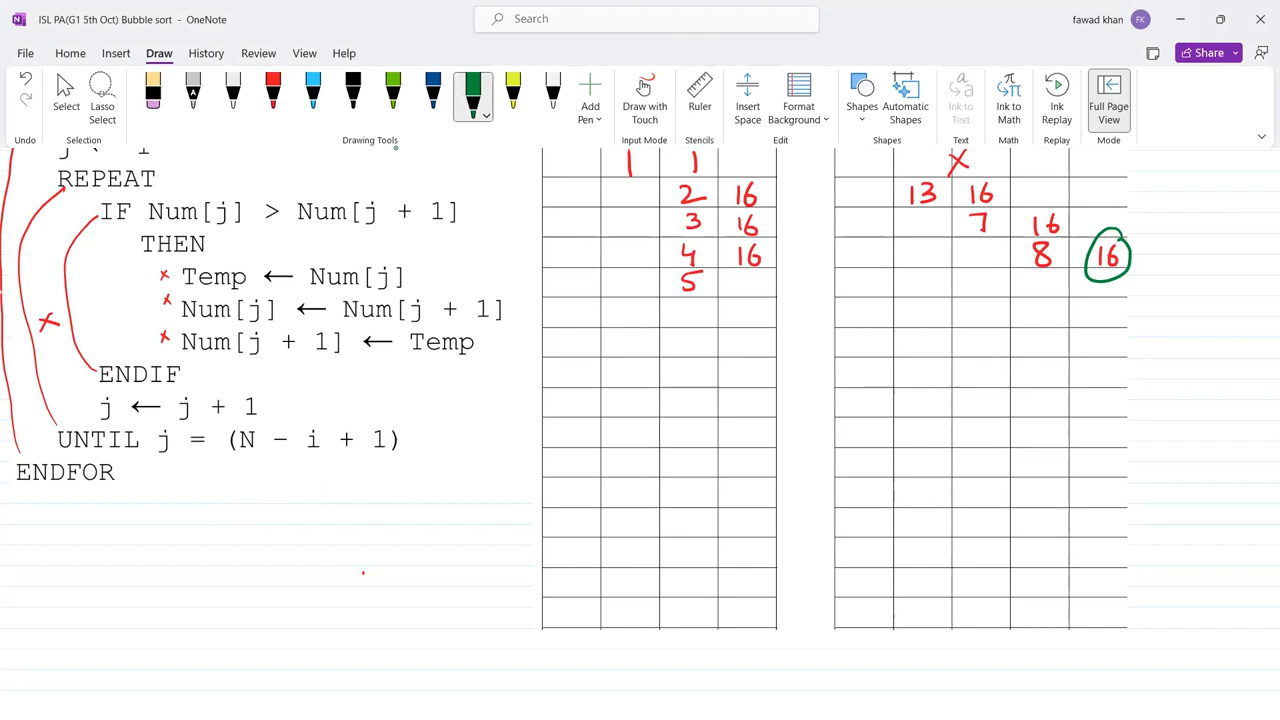 ISL PA(G1 5th Oct) Bubble sort - OneNote
Search
fawad khan
FK
File Home Insert Draw History Review View Help
Share
Undo
Select
Lasso Select
Selection
A
Drawing Tools
Add Pen
Draw with Touch
Input Mode
Ruler
Stencils
Insert Space
Format Background
Edit
Shapes
Automatic Shapes
Shapes
Ink to Text
Text
Ink to Math
Math
Ink Replay
Replay
Full Page View
Mode
REPEAT
IF Num[j] > Num[j + 1]
THEN
x Temp ← Num[j]
x Num[j] ← Num[j + 1]
x Num[j + 1] ← Temp
x
ENDIF
j ← j + 1
UNTIL j = (N - i + 1)
ENDFOR
1 1 x
2 16 13 16
3 16 7 16
4 16 8 16
5